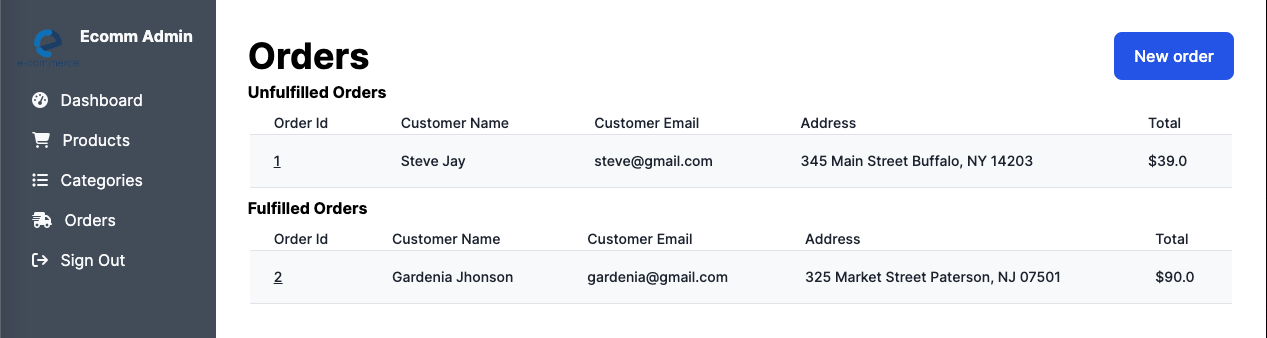 Ecomm Admin
e-commerce
Dashboard
Products
Categories
Orders
Sign Out
Orders
New order
Unfulfilled Orders
Order Id Customer Name Customer Email Address Total
1 Steve Jay steve@gmail.com 345 Main Street Buffalo, NY 14203 $39.0
Fulfilled Orders
Order Id Customer Name Customer Email Address Total
2 Gardenia Jhonson gardenia@gmail.com 325 Market Street Paterson, NJ 07501 $90.0